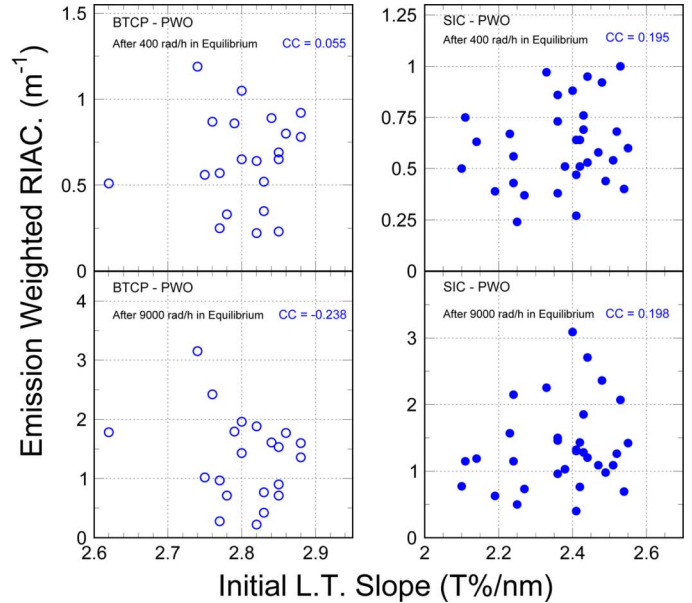 BTCP - PWO
After 400 rad/h in Equilibrium CC = 0.055
SIC - PWO
After 400 rad/h in Equilibrium CC = 0.195
1.5
1
0.5
0
1.25
1
0.75
0.5
0.25
0
Emission Weighted RIAC. (m⁻¹)
BTCP - PWO
After 9000 rad/h in Equilibrium CC = -0.238
SIC - PWO
After 9000 rad/h in Equilibrium CC = 0.198
4
3
2
1
0
3
2
1
0
2.6 2.7 2.8 2.9
2 2.2 2.4 2.6
Initial L.T. Slope (T%/nm)